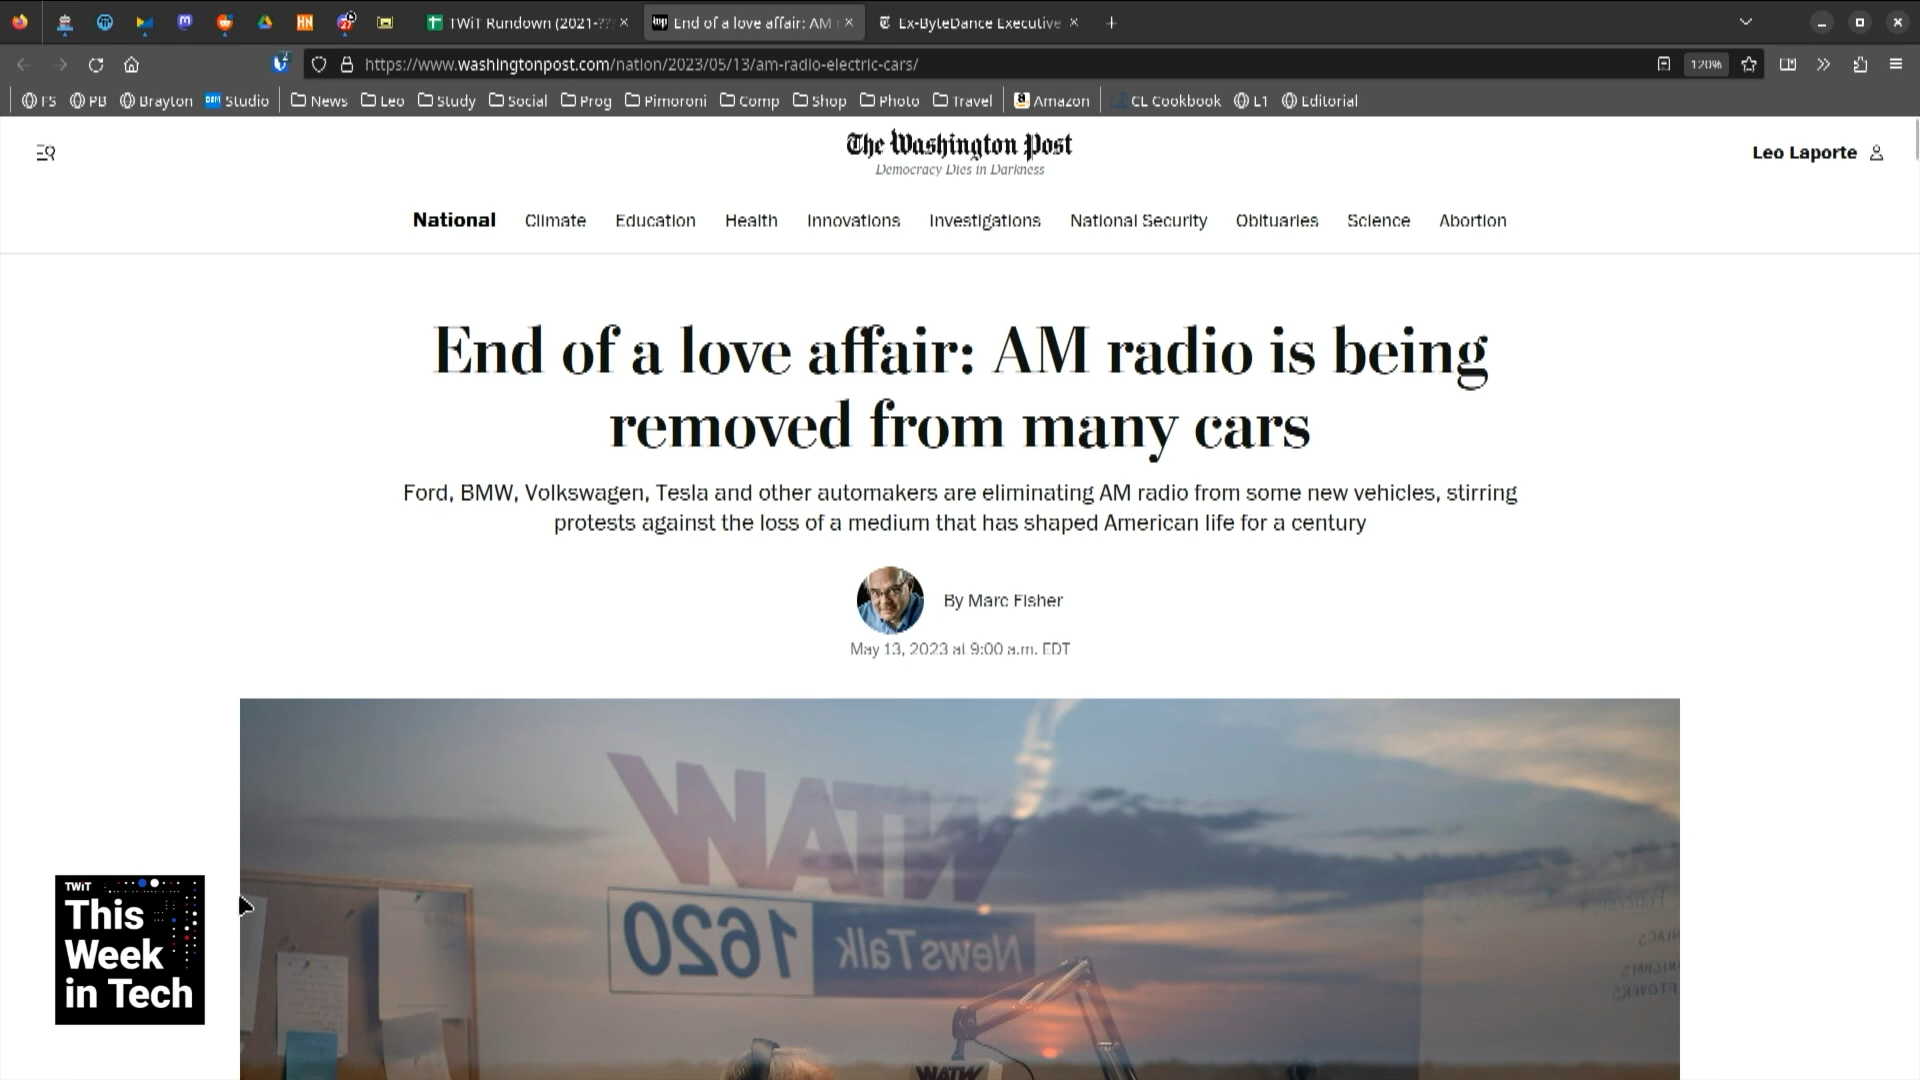 TWiT Rundown (2021-???
End of a love affair: AM
Ex-ByteDance Executive
https://www.washingtonpost.com/nation/2023/05/13/am-radio-electric-cars/
120%
FS PB Brayton Studio News Leo Study Social Prog Pimoroni Comp Shop Photo Travel Amazon CL Cookbook L1 Editorial
The Washington Post
Democracy Dies in Darkness
Leo Laporte
National Climate Education Health Innovations Investigations National Security Obituaries Science Abortion
End of a love affair: AM radio is being
removed from many cars
Ford, BMW, Volkswagen, Tesla and other automakers are eliminating AM radio from some new vehicles, stirring
protests against the loss of a medium that has shaped American life for a century
By Marc Fisher
May 13, 2023 at 9:00 a.m. EDT
WATW
NewsTalk 1620
WATW
TWiT
This
Week
in Tech